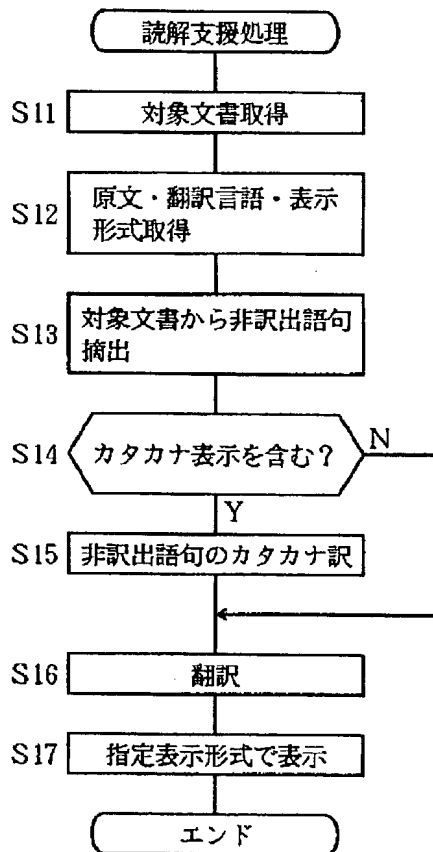 読解支援処理
S11 対象文書取得
S12 原文・翻訳言語・表示
形式取得
S13 対象文書から非訳出語句
摘出
S14 カタカナ表示を含む？ N
Y
S15 非訳出語句のカタカナ訳
S16 翻訳
S17 指定表示形式で表示
エンド